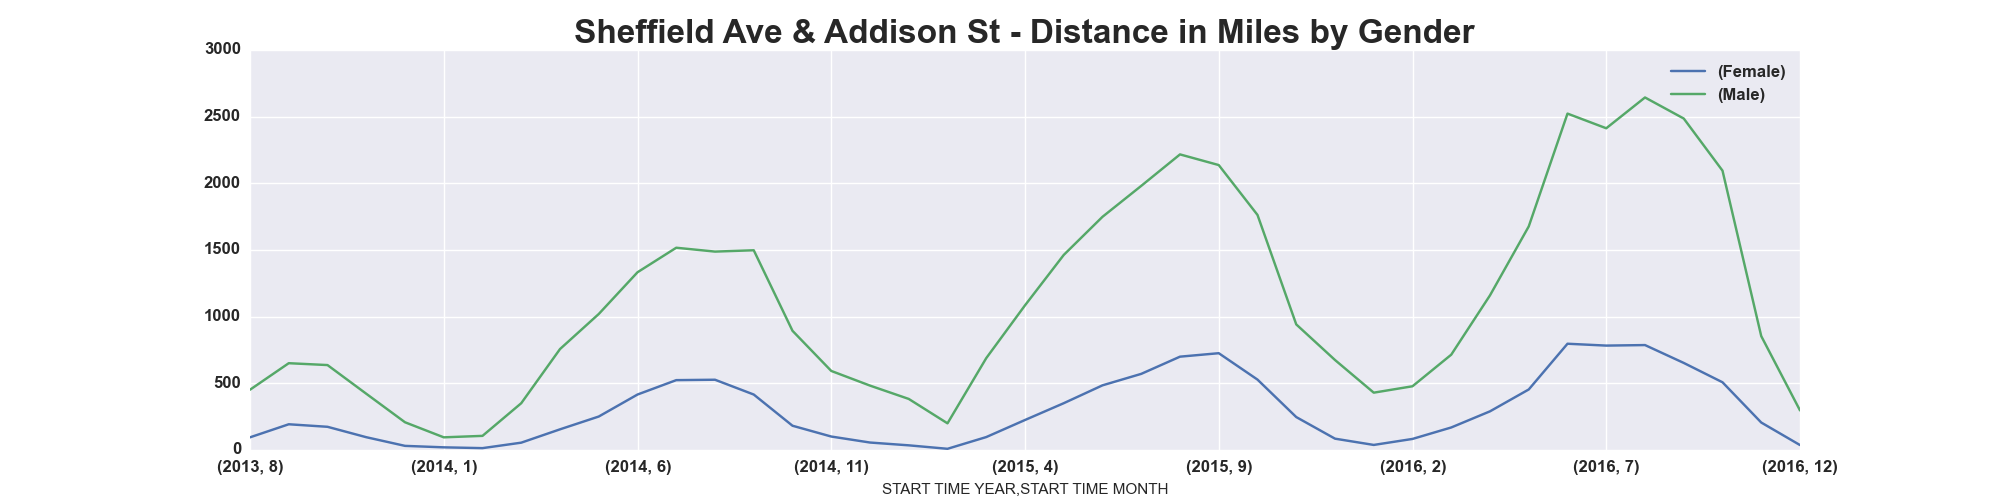 Sheffield Ave & Addison St - Distance in Miles by Gender
3000
2500
2000
1500
1000
500
0
(Female)
(Male)
(2013, 8) (2014, 1) (2014, 6) (2014, 11) (2015, 4) (2015, 9) (2016, 2) (2016, 7) (2016, 12)
START TIME YEAR,START TIME MONTH